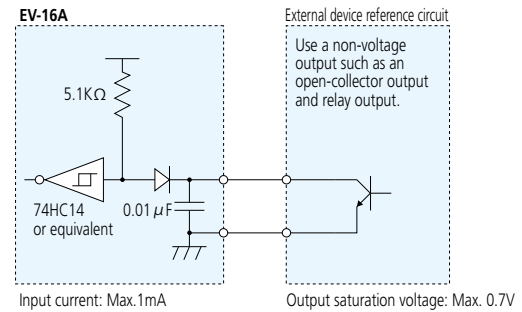 EV-16A
External device reference circuit
Use a non-voltage
output such as an
open-collector output
and relay output.
5.1KΩ
74HC14
or equivalent
0.01 μF
Input current: Max.1mA
Output saturation voltage: Max. 0.7V